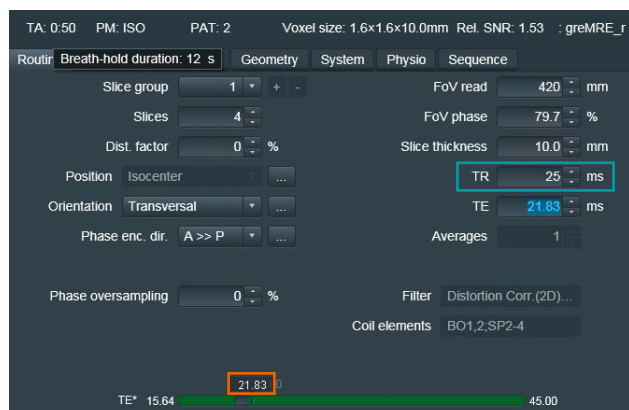 TA: 0:50 PM: ISO PAT: 2 Voxel size: 1.6×1.6×10.0mm Rel. SNR: 1.53 : greMRE_r
Routin Breath-hold duration: 12 s Geometry System Physio Sequence
Slice group 1 + - FoV read 420 mm
Slices 4 FoV phase 79.7 %
Dist. factor 0 % Slice thickness 10.0 mm
Position Isocenter ... TR 25 ms
Orientation Transversal ... TE 21.83 ms
Phase enc. dir. A >> P ... Averages 1
Phase oversampling 0 % Filter Distortion Corr.(2D)...
Coil elements BO1,2;SP2-4
21.83
TE* 15.64 45.00